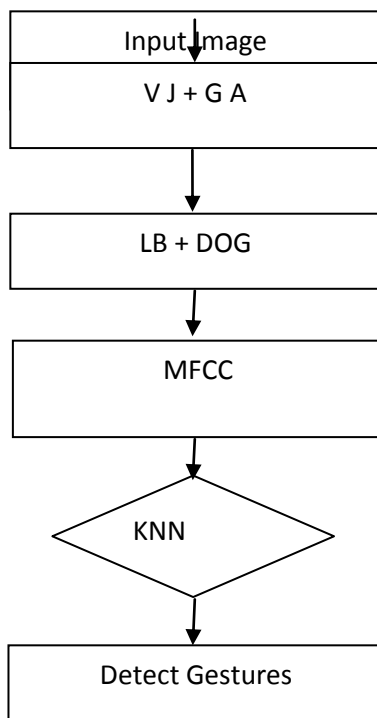 Input Image
V J + G A
LB + DOG
MFCC
KNN
Detect Gestures